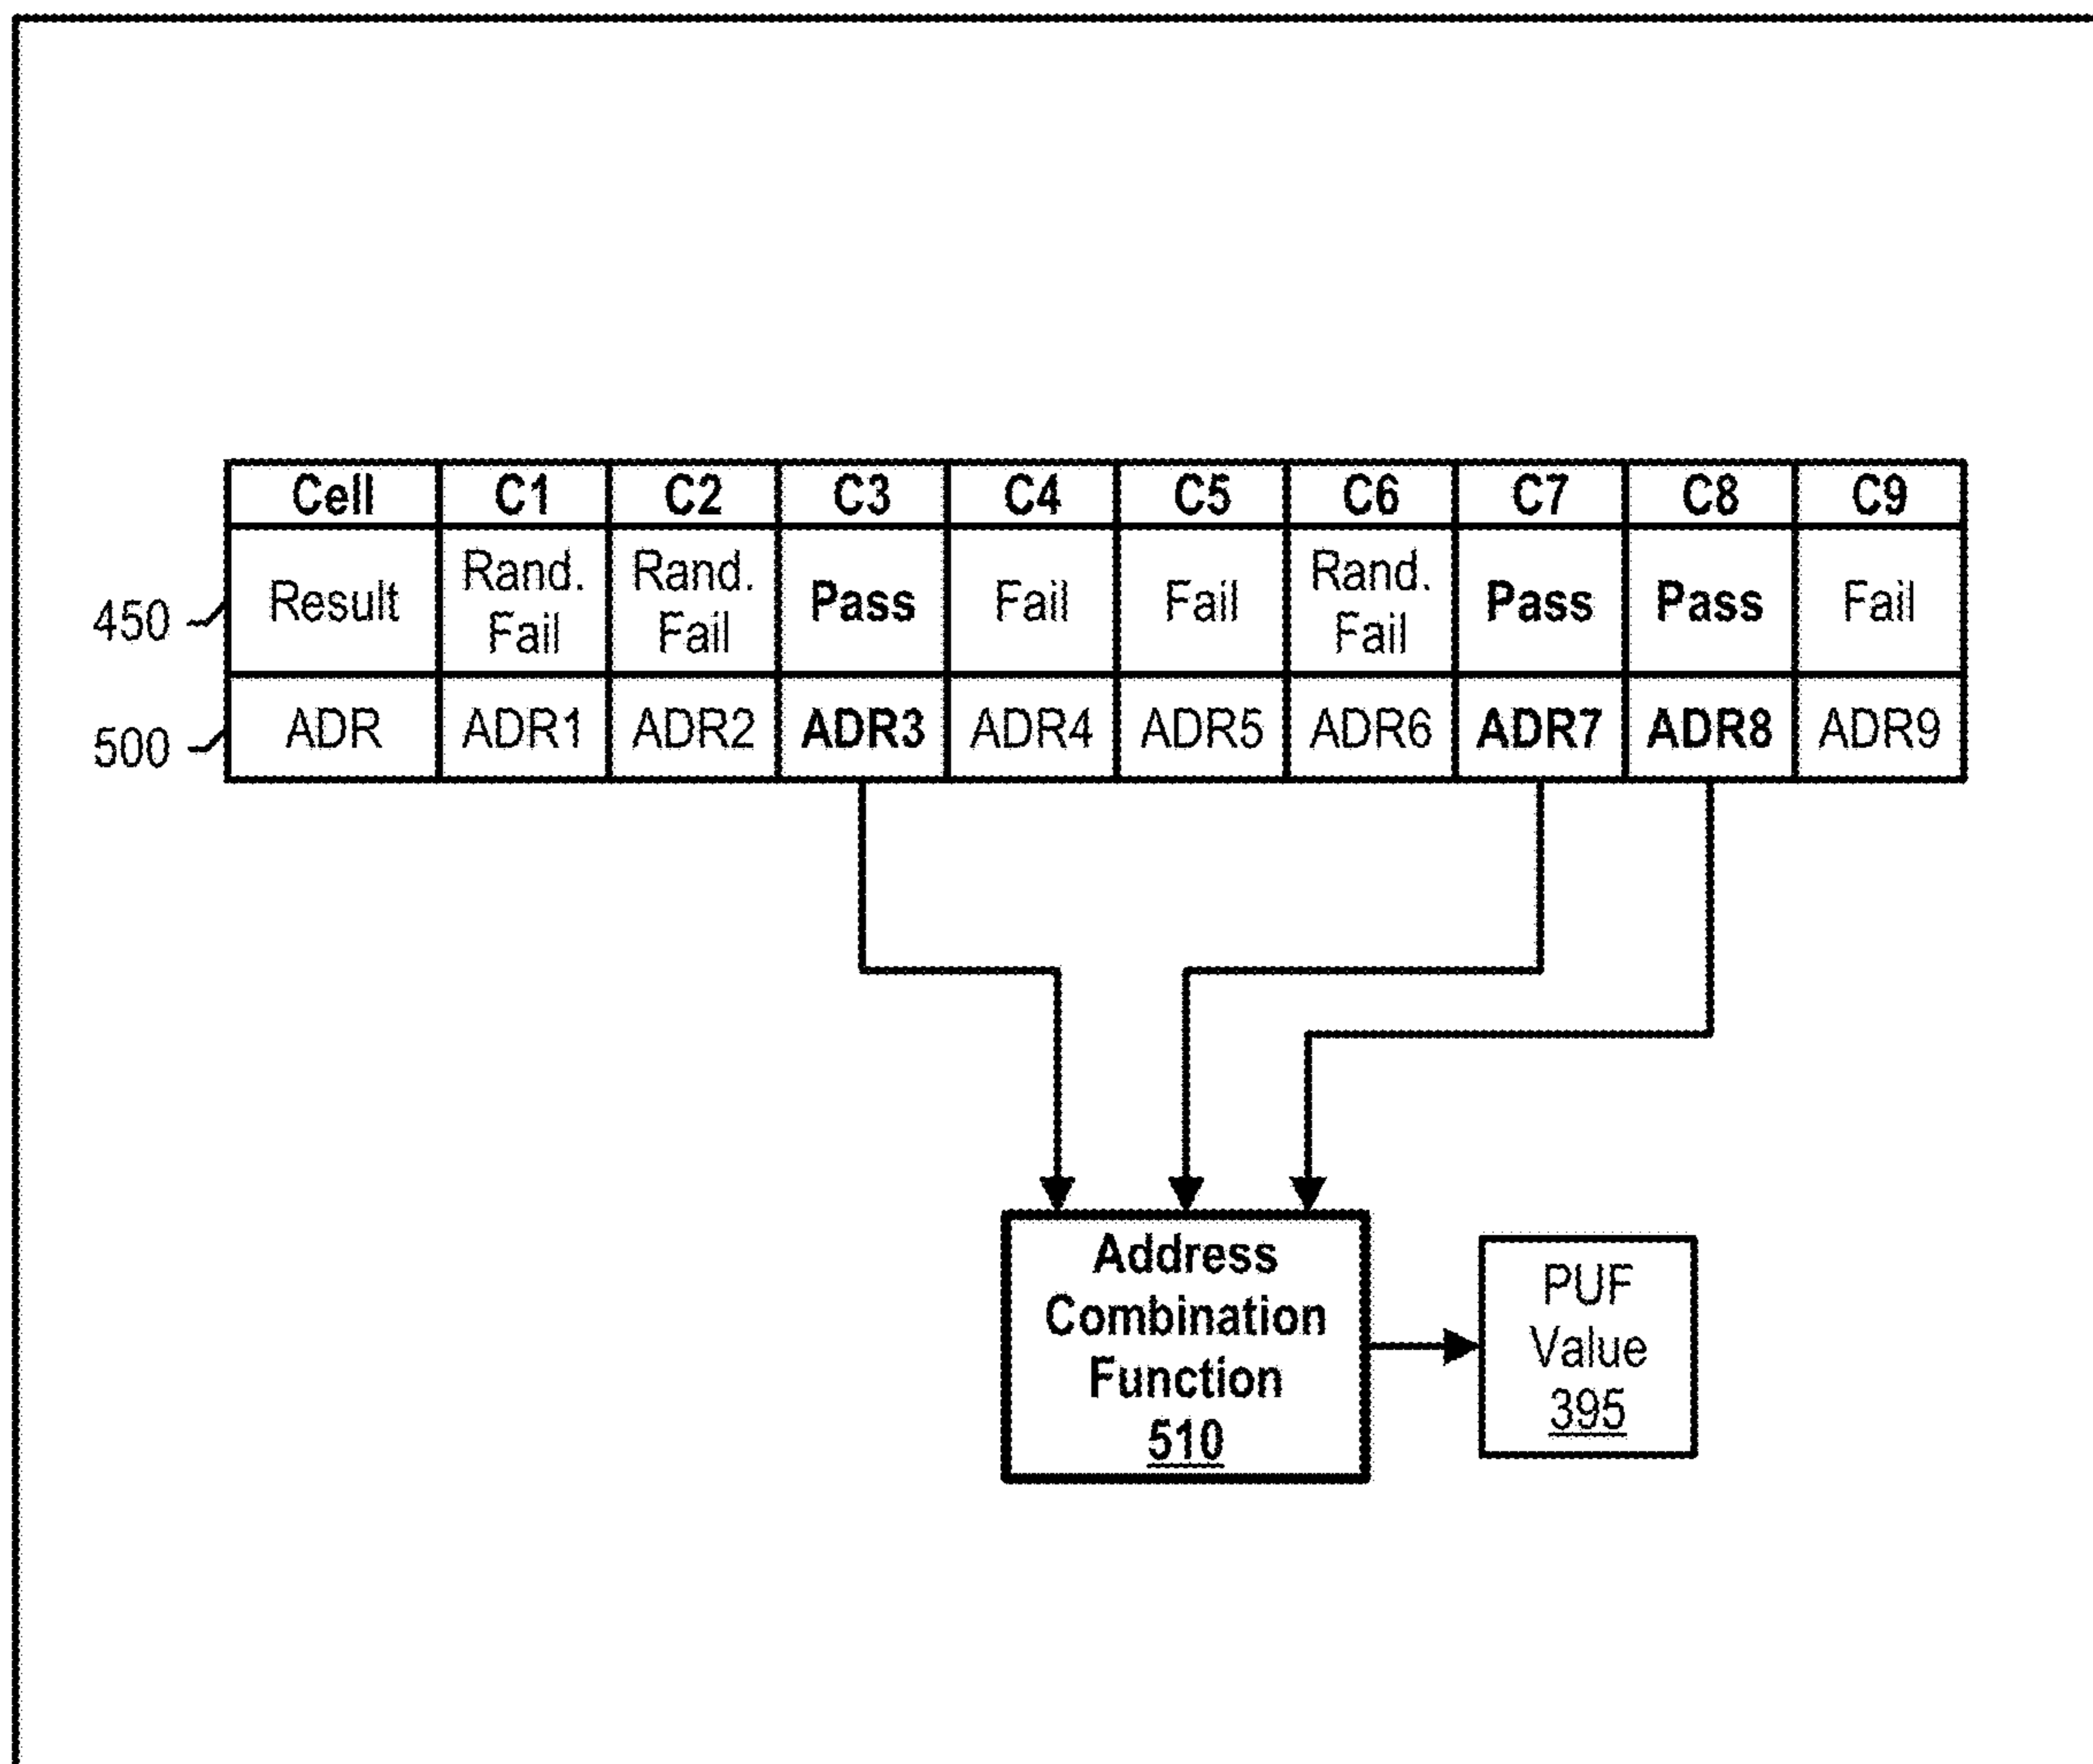 Cell C1 C2 C3 C4 C5 C6 C7 C8 C9
450 Result Rand. Fail Rand. Fail Pass Fail Fail Rand. Fail Pass Pass Fail
500 ADR ADR1 ADR2 ADR3 ADR4 ADR5 ADR6 ADR7 ADR8 ADR9
Address
Combination
Function
510
PUF
Value
395